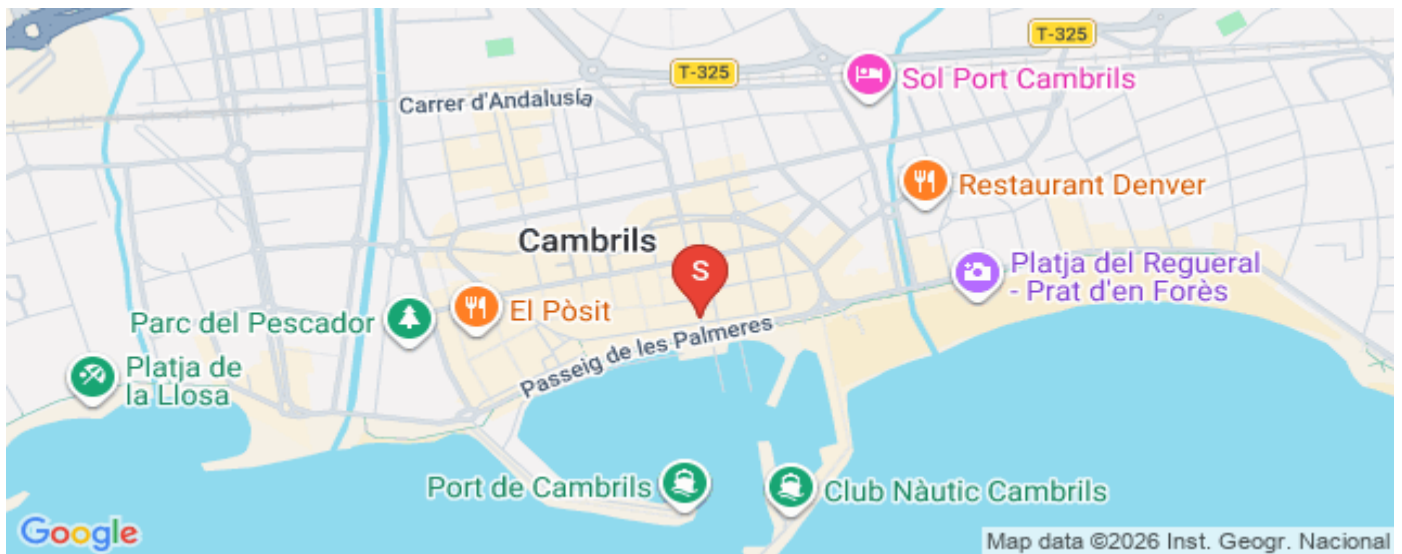 T-325
T-325
Sol Port Cambrils
Carrer d'Andalusía
Restaurant Denver
Cambrils
S
Platja del Regueral
- Prat d'en Forès
El Pòsit
Parc del Pescador
Passeig de les Palmeres
Platja de
la Llosa
Port de Cambrils
Club Nàutic Cambrils
Google
Map data ©2026 Inst. Geogr. Nacional